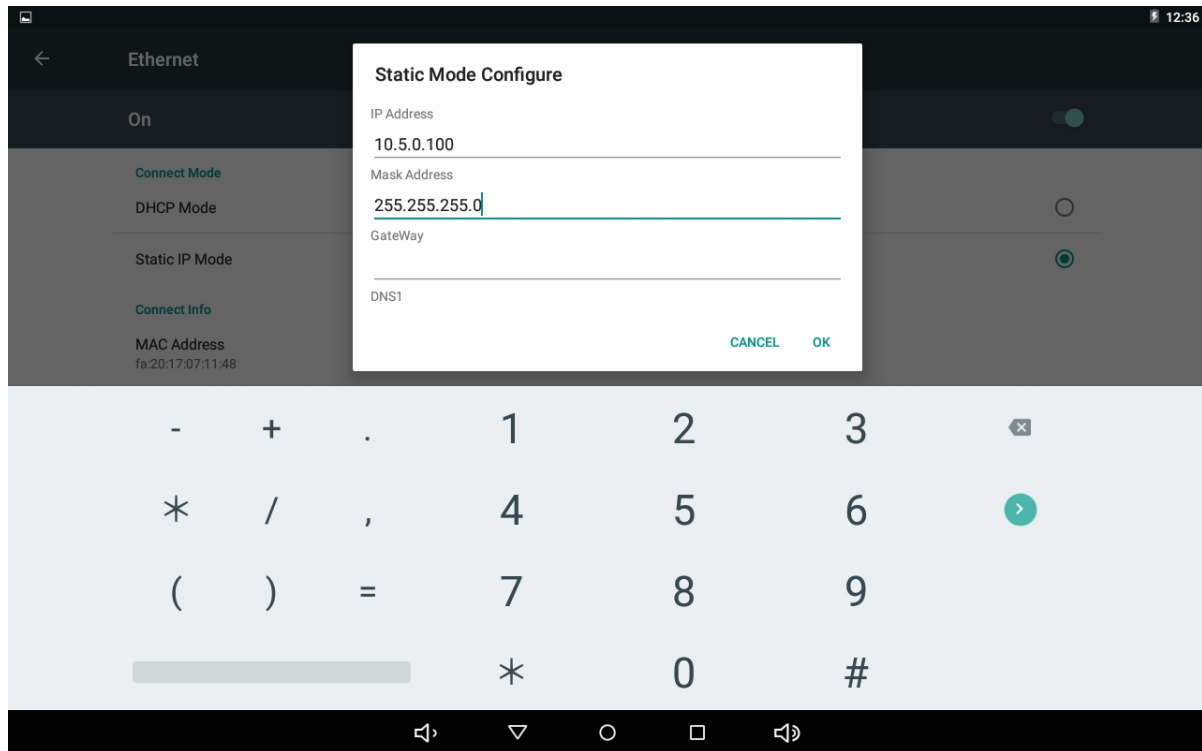 12:36
Ethernet
On
Connect Mode
DHCP Mode
Static IP Mode
Connect Info
MAC Address
fa:20:17:07:11:48
Static Mode Configure
IP Address
10.5.0.100
Mask Address
255.255.255.0
GateWay
DNS1
CANCEL OK
- + . 1 2 3
* / , 4 5 6
( ) = 7 8 9
* 0 #